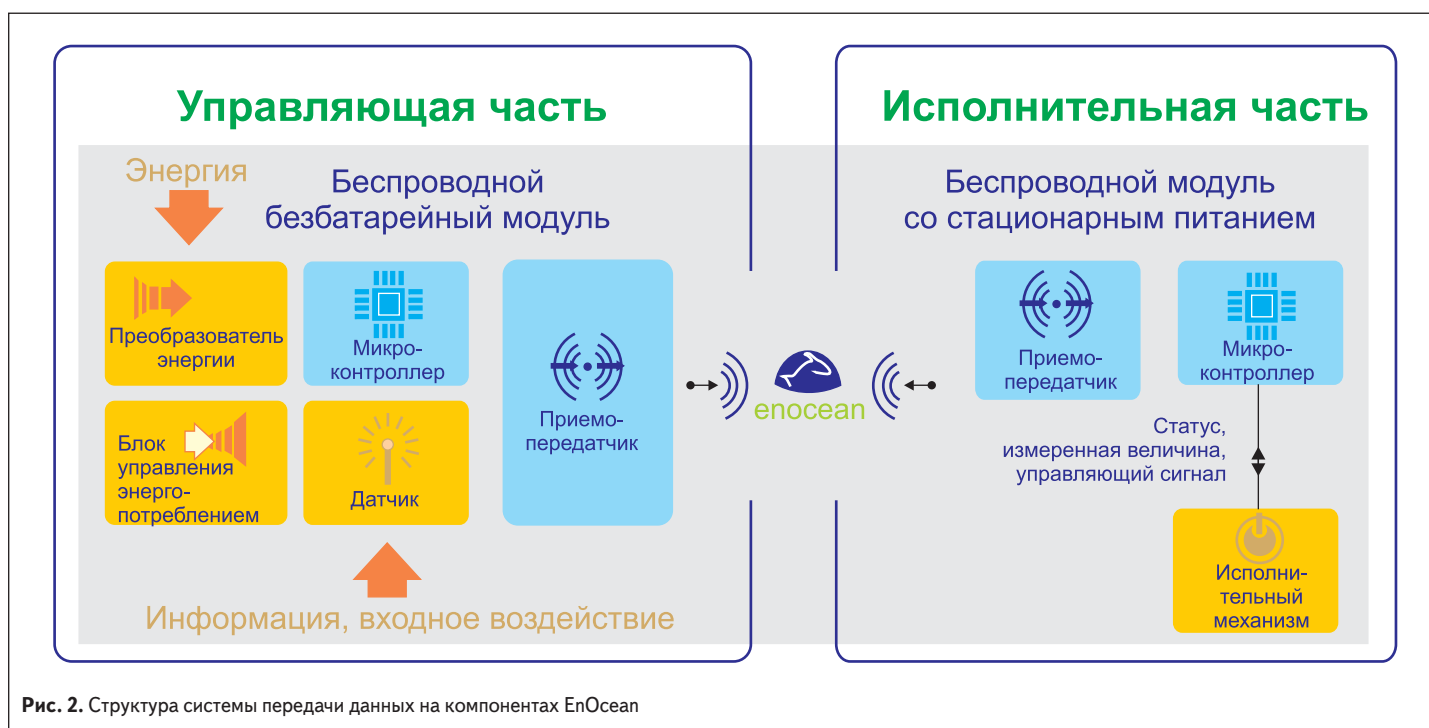 Управляющая часть
Энергия
Беспроводной
безбатарейный модуль
Преобразователь
энергии
Микро-
контроллер
Блок
управления
энерго-
потреблением
Датчик
Приемо-
передатчик
Информация, входное воздействие
enocean
Исполнительная часть
Беспроводной модуль
со стационарным питанием
Приемо-
передатчик
Микро-
контроллер
Статус,
измеренная величина,
управляющий сигнал
Исполни-
тельный
механизм
Рис. 2. Структура системы передачи данных на компонентах EnOcean